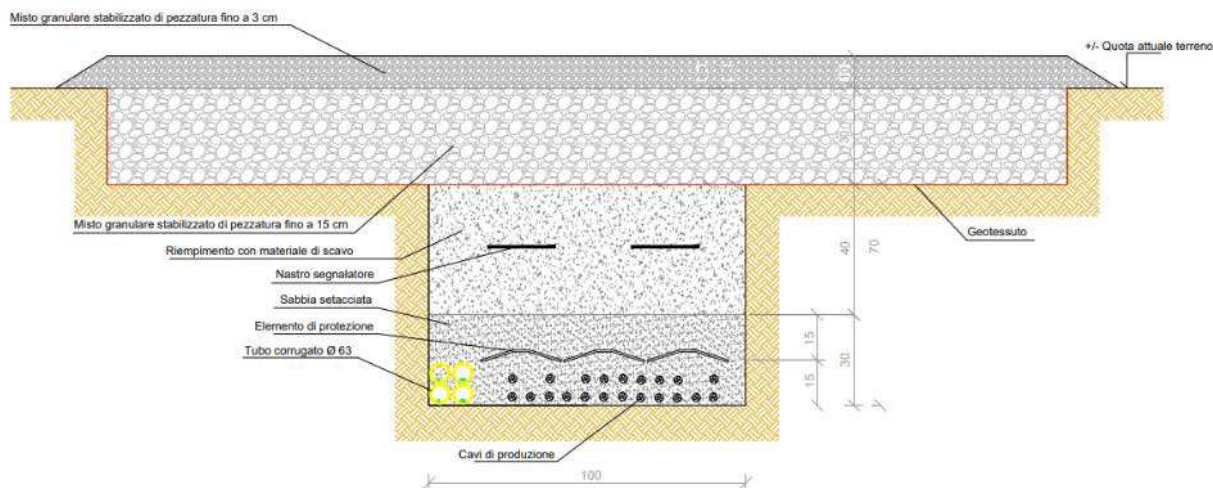 Misto granulare stabilizzato di pezzatura fino a 3 cm
+/- Quota attuale terreno
Misto granulare stabilizzato di pezzatura fino a 15 cm
Geotessuto
Riempimento con materiale di scavo
Nastro segnalatore
Sabbia setacciata
Elemento di protezione
Tubo corrugato Ø 63
40
70
15
30
15
Cavi di produzione
100